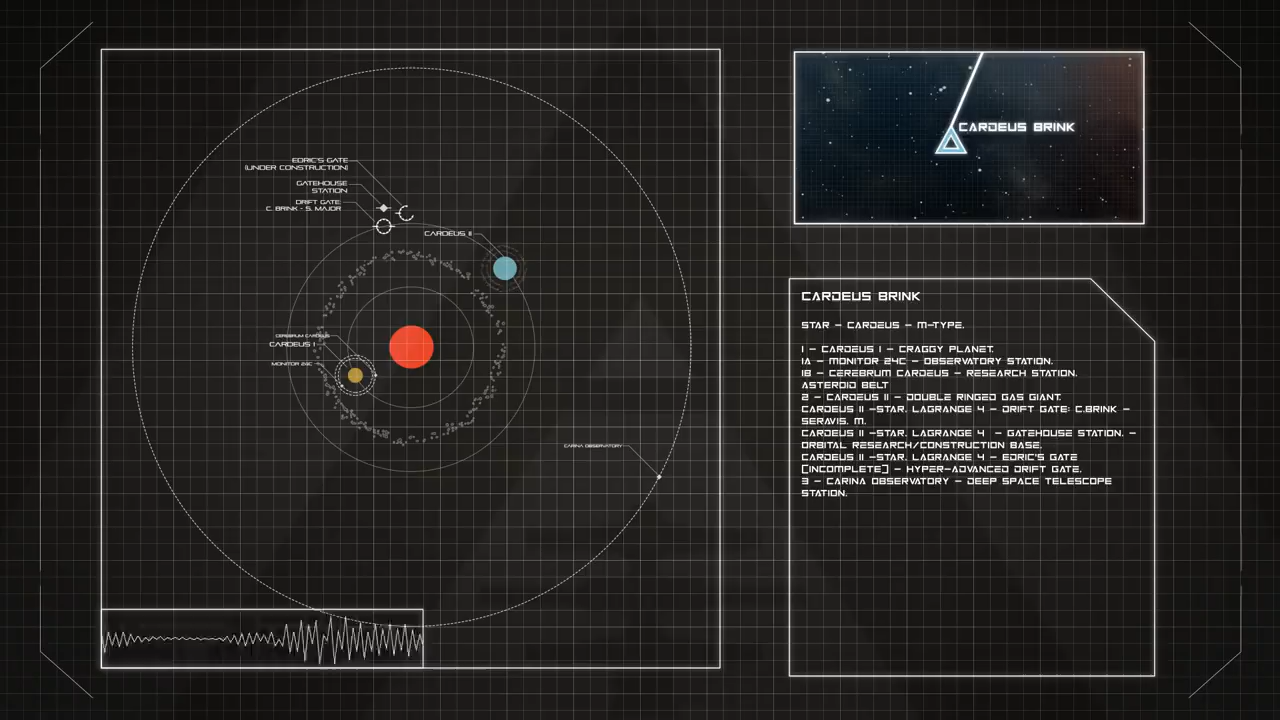 EDRIC'S GATE
(UNDER CONSTRUCTION)
GATEHOUSE
STATION
DRIFT GATE:
C. BRINK - S. MAJOR
CARDEUS II
CEREBRUM CARDEUS
CARDEUS I
MONITOR 24C
CARINA OBSERVATORY
CARDEUS BRINK
CARDEUS BRINK
STAR - CARDEUS - M-TYPE.
1 - CARDEUS I - CRAGGY PLANET.
1A - MONITOR 24C - OBSERVATORY STATION.
1B - CEREBRUM CARDEUS - RESEARCH STATION.
ASTEROID BELT
2 - CARDEUS II - DOUBLE RINGED GAS GIANT.
CARDEUS II -STAR. LAGRANGE 4 - DRIFT GATE: C.BRINK -
SERAVIS. M.
CARDEUS II -STAR. LAGRANGE 4 - GATEHOUSE STATION. -
ORBITAL RESEARCH/CONSTRUCTION BASE.
CARDEUS II -STAR. LAGRANGE 4 - EDRIC'S GATE
[INCOMPLETE] - HYPER-ADVANCED DRIFT GATE.
3 - CARINA OBSERVATORY - DEEP SPACE TELESCOPE
STATION.